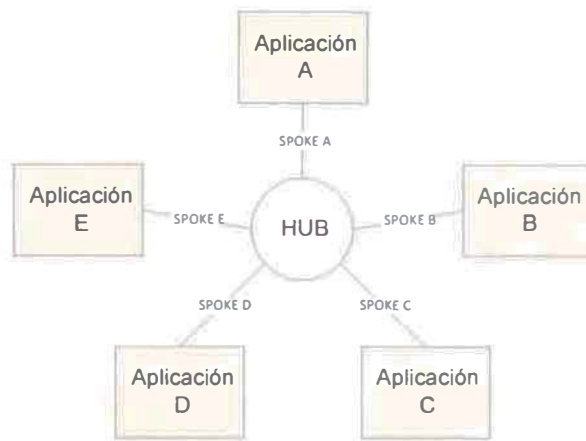 Aplicación
A
SPOKE A
Aplicación
E
SPOKE E
HUB
SPOKE B
Aplicación
B
SPOKE D
SPOKE C
Aplicación
D
Aplicación
C